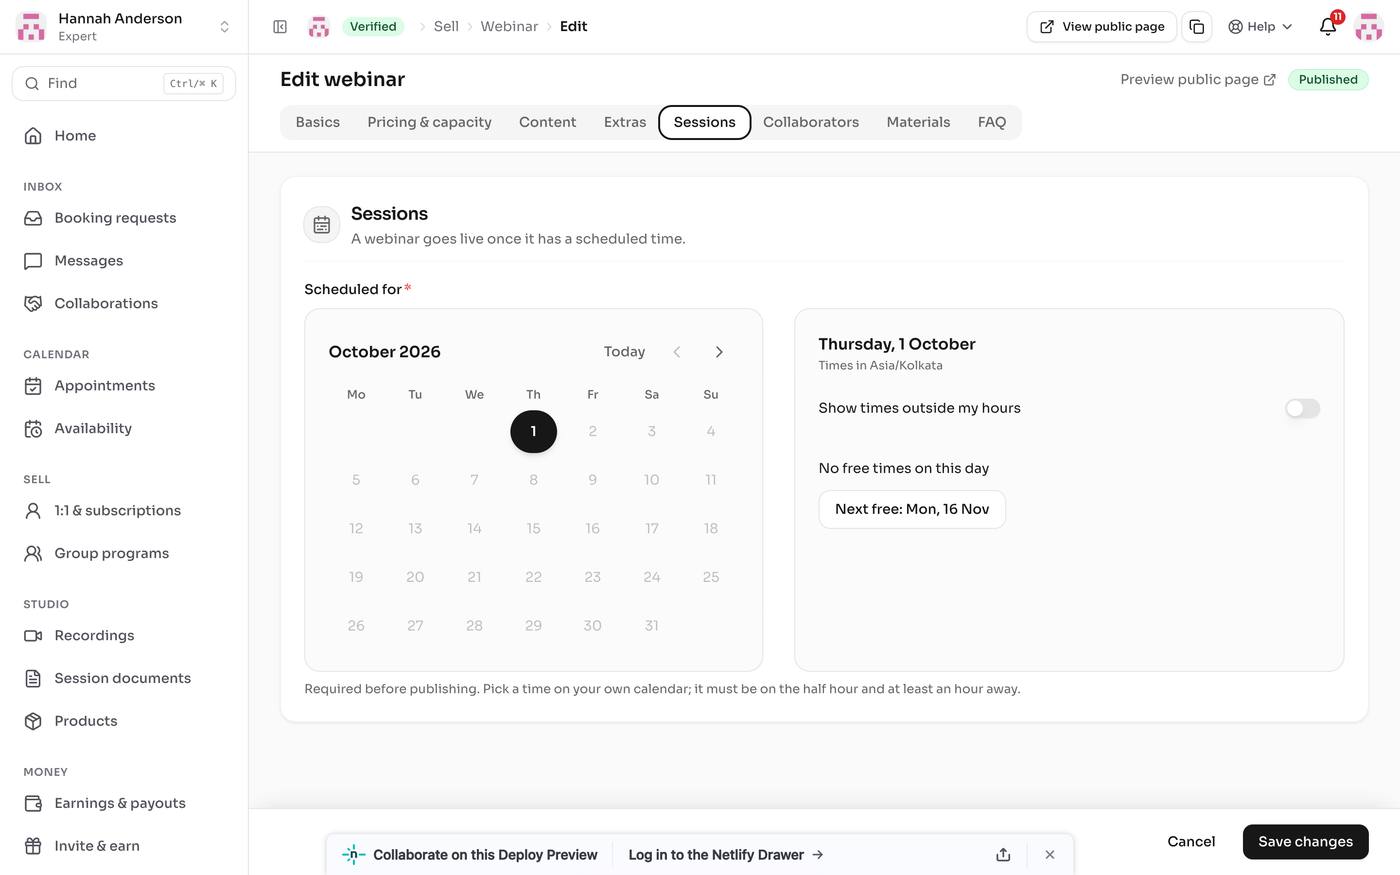 Hannah Anderson
Expert
Verified
Sell
Webinar
Edit
View public page
Help
11
Find
Ctrl/⌘ K
Home
INBOX
Booking requests
Messages
Collaborations
CALENDAR
Appointments
Availability
SELL
1:1 & subscriptions
Group programs
STUDIO
Recordings
Session documents
Products
MONEY
Earnings & payouts
Invite & earn
Edit webinar
Preview public page
Published
Basics
Pricing & capacity
Content
Extras
Sessions
Collaborators
Materials
FAQ
Sessions
A webinar goes live once it has a scheduled time.
Scheduled for*
October 2026
Today
Mo Tu We Th Fr Sa Su
1 2 3 4
5 6 7 8 9 10 11
12 13 14 15 16 17 18
19 20 21 22 23 24 25
26 27 28 29 30 31
Thursday, 1 October
Times in Asia/Kolkata
Show times outside my hours
No free times on this day
Next free: Mon, 16 Nov
Required before publishing. Pick a time on your own calendar; it must be on the half hour and at least an hour away.
Cancel
Save changes
n
Collaborate on this Deploy Preview
Log in to the Netlify Drawer →